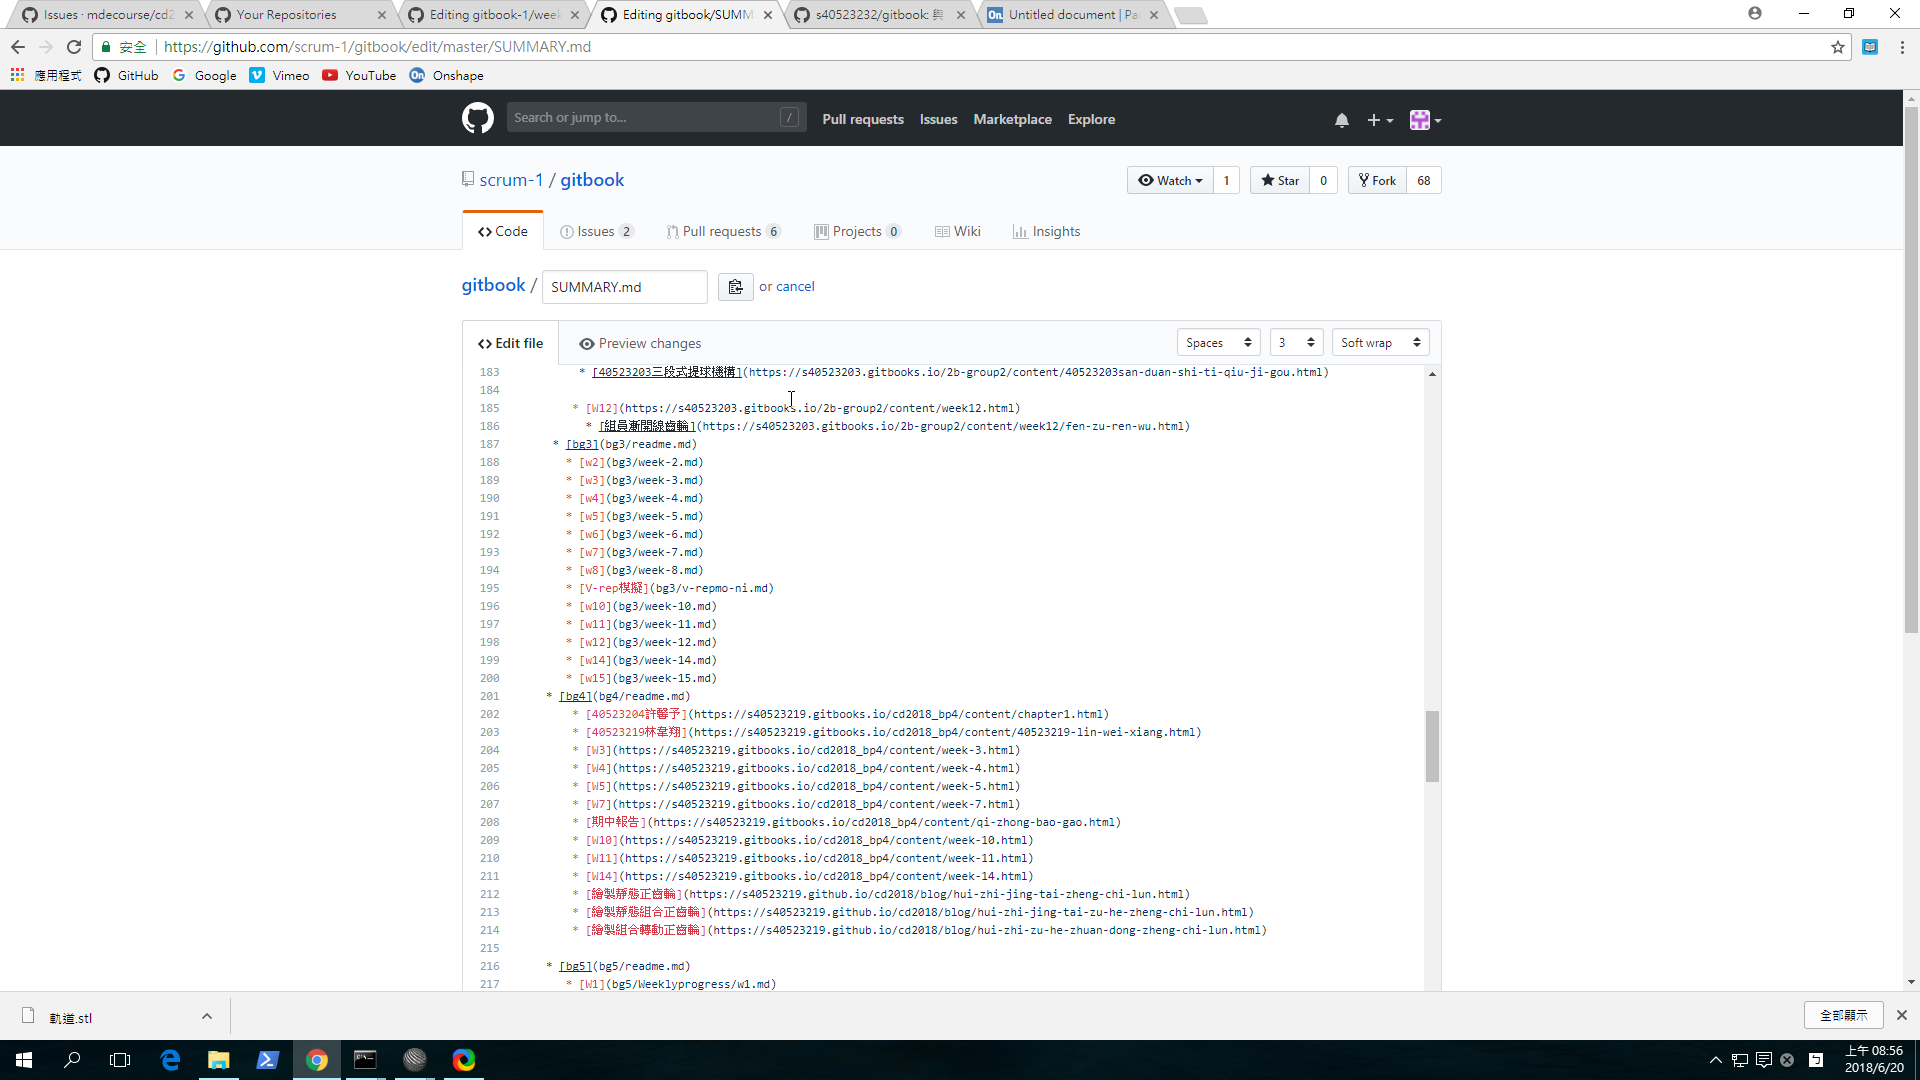 Issues · mdecourse/cd2
Your Repositories
Editing gitbook-1/week
Editing gitbook/SUMM
s40523232/gitbook: 與
Untitled document | Pa
安全 | https://github.com/scrum-1/gitbook/edit/master/SUMMARY.md
應用程式 GitHub Google Vimeo YouTube Onshape
Search or jump to... / Pull requests Issues Marketplace Explore
scrum-1 / gitbook
Watch 1 Star 0 Fork 68
Code Issues 2 Pull requests 6 Projects 0 Wiki Insights
gitbook / SUMMARY.md or cancel
Edit file Preview changes Spaces 3 Soft wrap
183 * [40523203三段式提球機構](https://s40523203.gitbooks.io/2b-group2/content/40523203san-duan-shi-ti-qiu-ji-gou.html)
184
185 * [W12](https://s40523203.gitbooks.io/2b-group2/content/week12.html)
186 * [組員漸開線齒輪](https://s40523203.gitbooks.io/2b-group2/content/week12/fen-zu-ren-wu.html)
187 * [bg3](bg3/readme.md)
188 * [w2](bg3/week-2.md)
189 * [w3](bg3/week-3.md)
190 * [w4](bg3/week-4.md)
191 * [w5](bg3/week-5.md)
192 * [w6](bg3/week-6.md)
193 * [w7](bg3/week-7.md)
194 * [w8](bg3/week-8.md)
195 * [V-rep模擬](bg3/v-repmo-ni.md)
196 * [w10](bg3/week-10.md)
197 * [w11](bg3/week-11.md)
198 * [w12](bg3/week-12.md)
199 * [w14](bg3/week-14.md)
200 * [w15](bg3/week-15.md)
201 * [bg4](bg4/readme.md)
202 * [40523204許馨予](https://s40523219.gitbooks.io/cd2018_bp4/content/chapter1.html)
203 * [40523219林韋翔](https://s40523219.gitbooks.io/cd2018_bp4/content/40523219-lin-wei-xiang.html)
204 * [W3](https://s40523219.gitbooks.io/cd2018_bp4/content/week-3.html)
205 * [W4](https://s40523219.gitbooks.io/cd2018_bp4/content/week-4.html)
206 * [W5](https://s40523219.gitbooks.io/cd2018_bp4/content/week-5.html)
207 * [W7](https://s40523219.gitbooks.io/cd2018_bp4/content/week-7.html)
208 * [期中報告](https://s40523219.gitbooks.io/cd2018_bp4/content/qi-zhong-bao-gao.html)
209 * [W10](https://s40523219.gitbooks.io/cd2018_bp4/content/week-10.html)
210 * [W11](https://s40523219.gitbooks.io/cd2018_bp4/content/week-11.html)
211 * [W14](https://s40523219.gitbooks.io/cd2018_bp4/content/week-14.html)
212 * [繪製靜態正齒輪](https://s40523219.github.io/cd2018/blog/hui-zhi-jing-tai-zheng-chi-lun.html)
213 * [繪製靜態組合正齒輪](https://s40523219.github.io/cd2018/blog/hui-zhi-jing-tai-zu-he-zheng-chi-lun.html)
214 * [繪製組合轉動正齒輪](https://s40523219.github.io/cd2018/blog/hui-zhi-zu-he-zhuan-dong-zheng-chi-lun.html)
215
216 * [bg5](bg5/readme.md)
217 * [W1](bg5/Weeklyprogress/w1.md)
軌道.stl
全部顯示
上午 08:56
2018/6/20